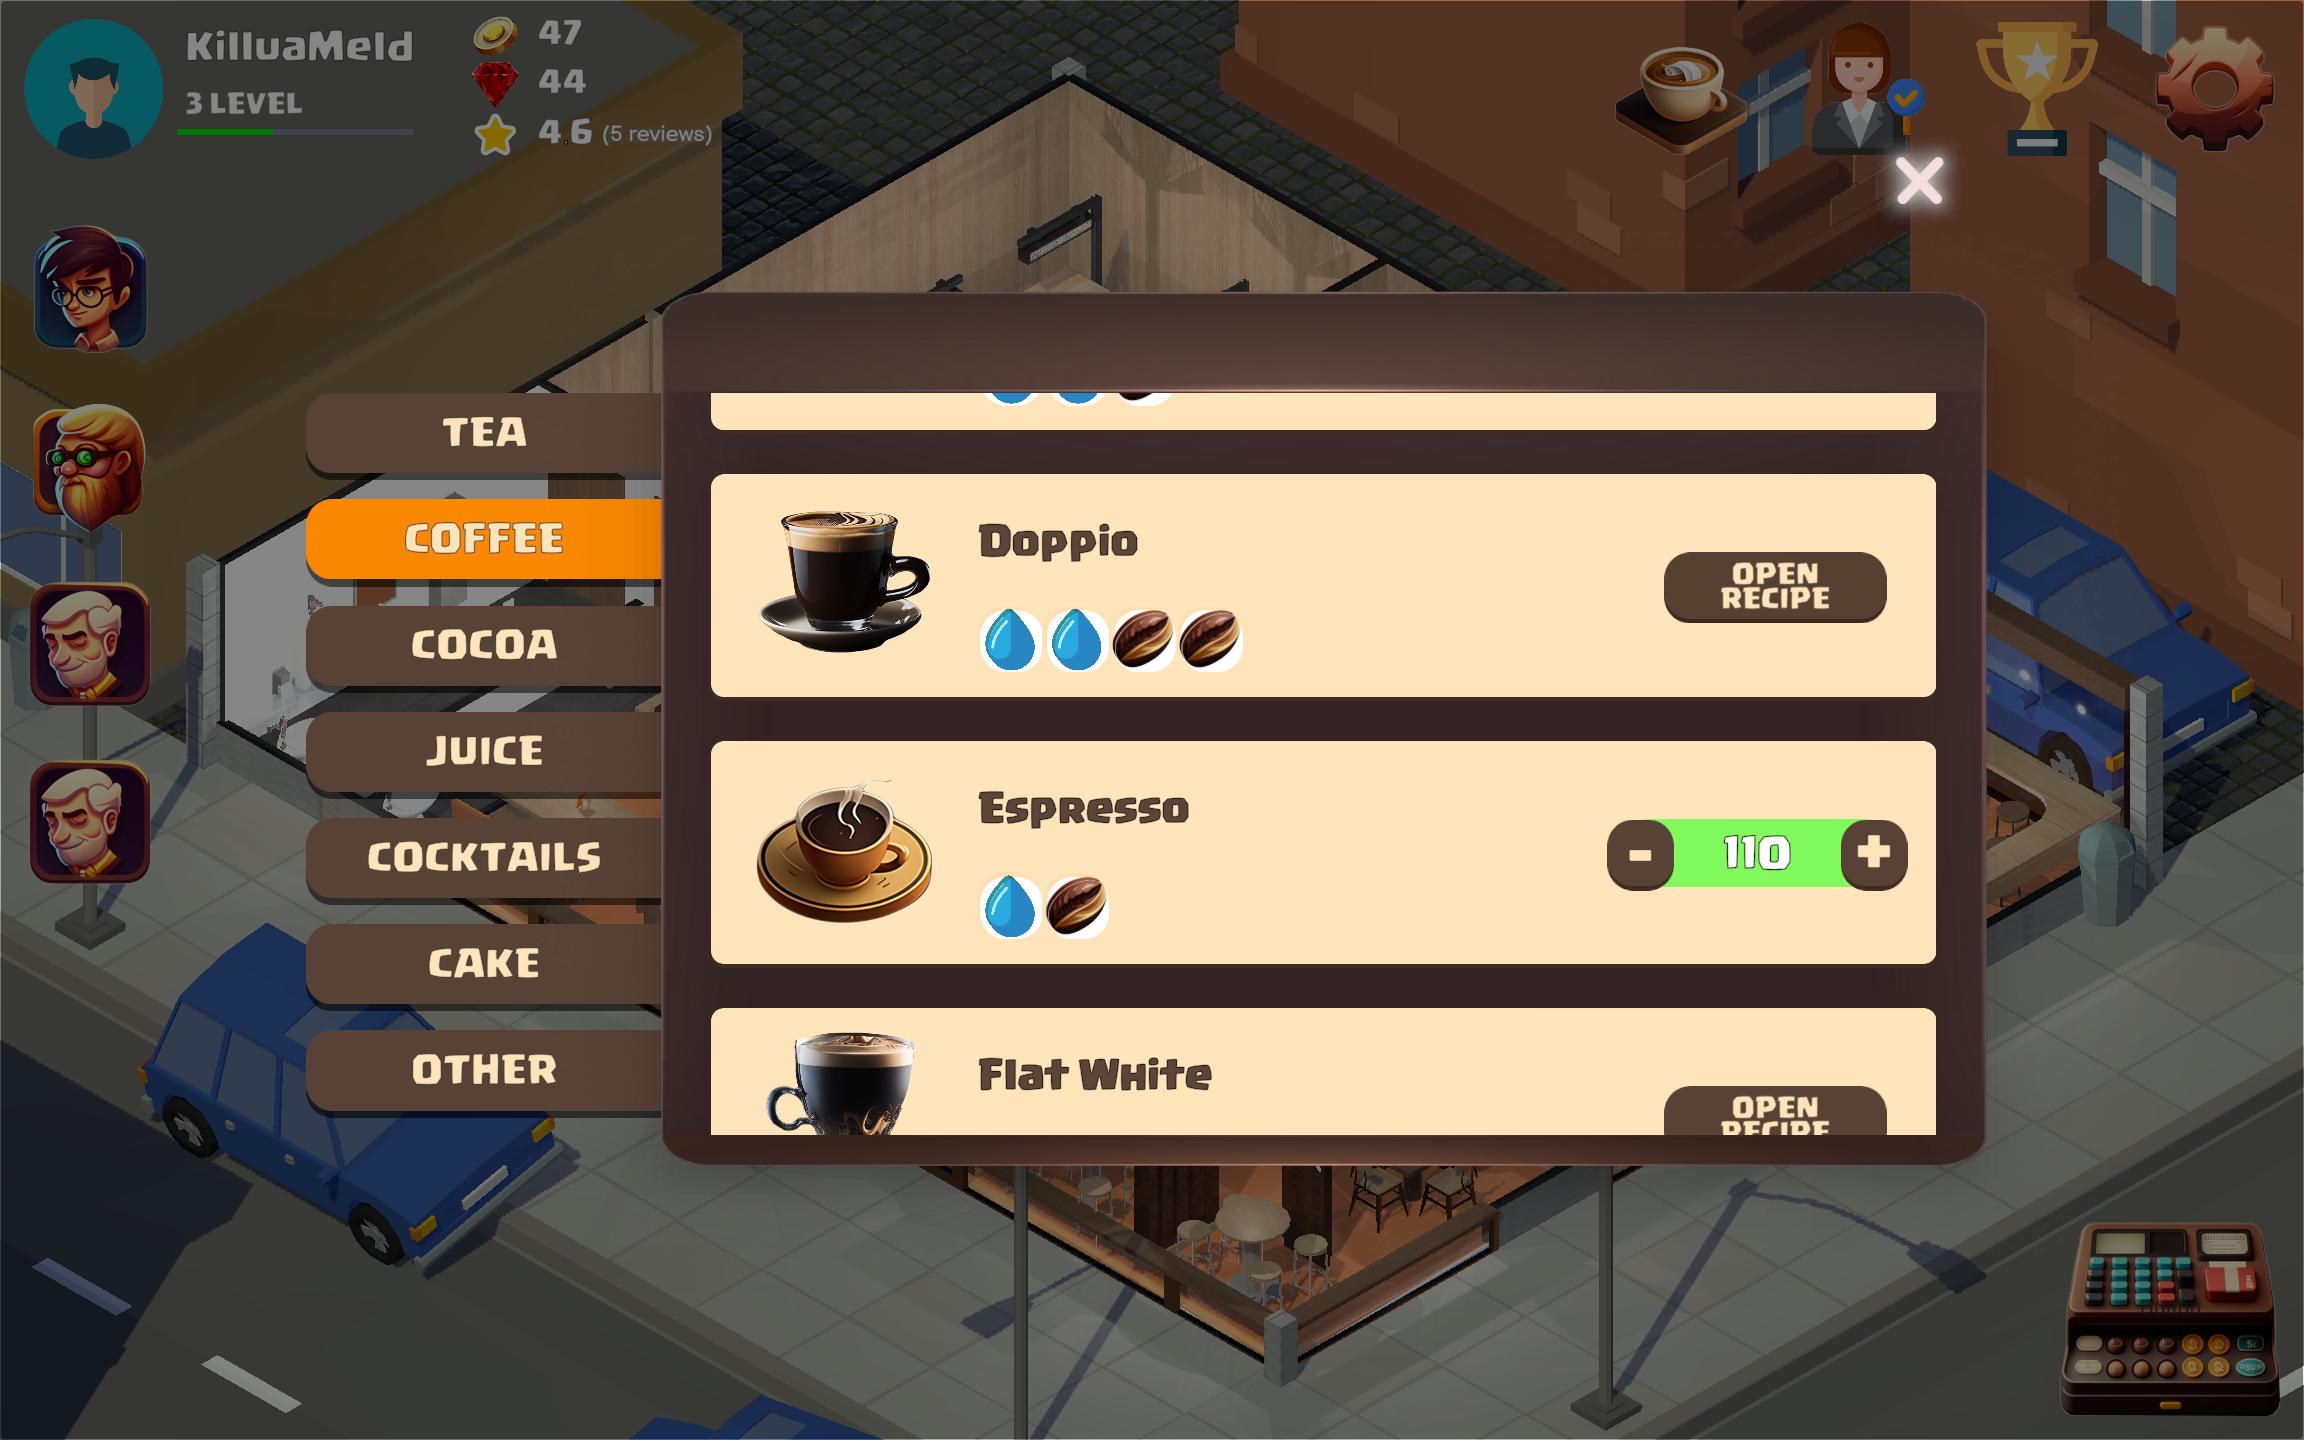 KilluaMeld
3 LEVEL
47
44
4.6 (5 reviews)
TEA
COFFEE
COCOA
JUICE
COCKTAILS
CAKE
OTHER
Doppio
OPEN
RECIPE
Espresso
- 110 +
Flat White
OPEN
RECIPE